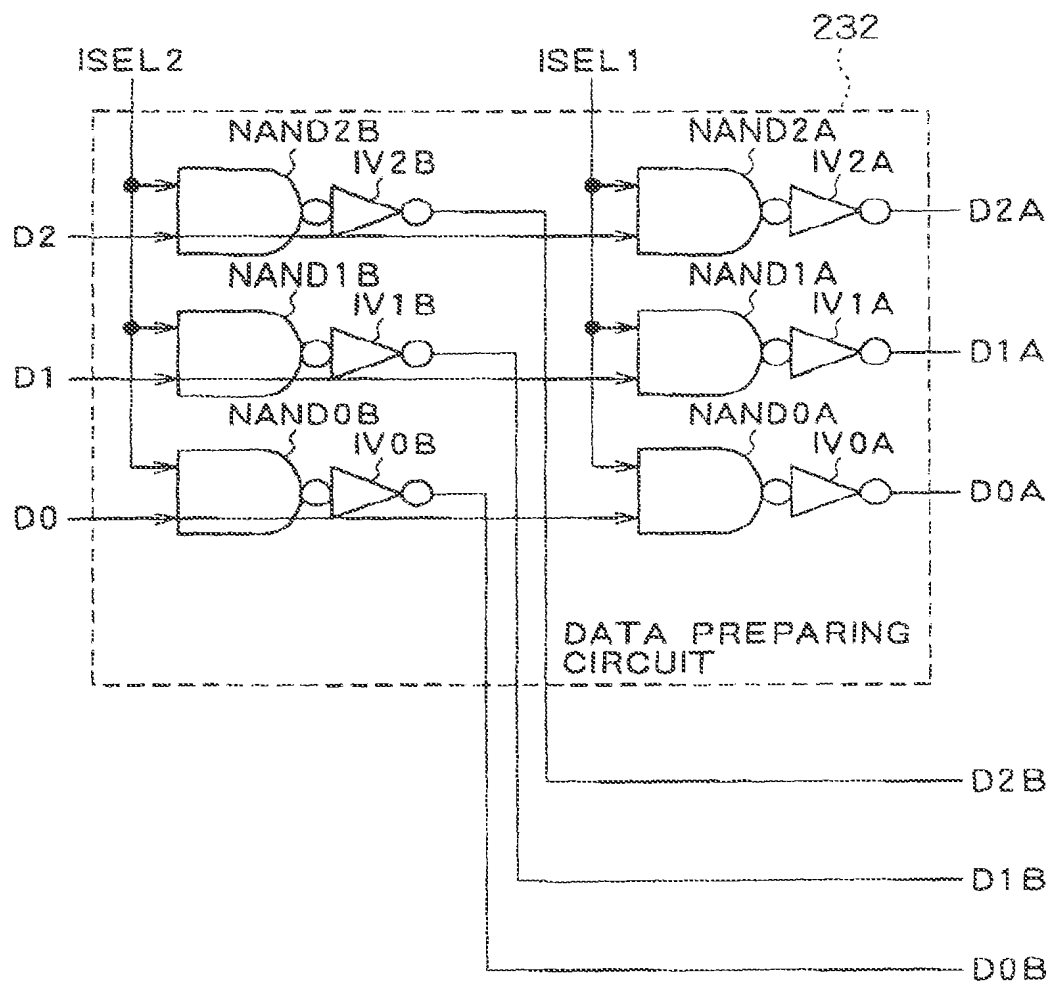 232
ISEL2
ISEL1
NAND2B
IV2B
NAND2A
IV2A
D2
D2A
NAND1B
IV1B
NAND1A
IV1A
D1
D1A
NAND0B
IV0B
NAND0A
IV0A
D0
D0A
DATA PREPARING
CIRCUIT
D2B
D1B
D0B